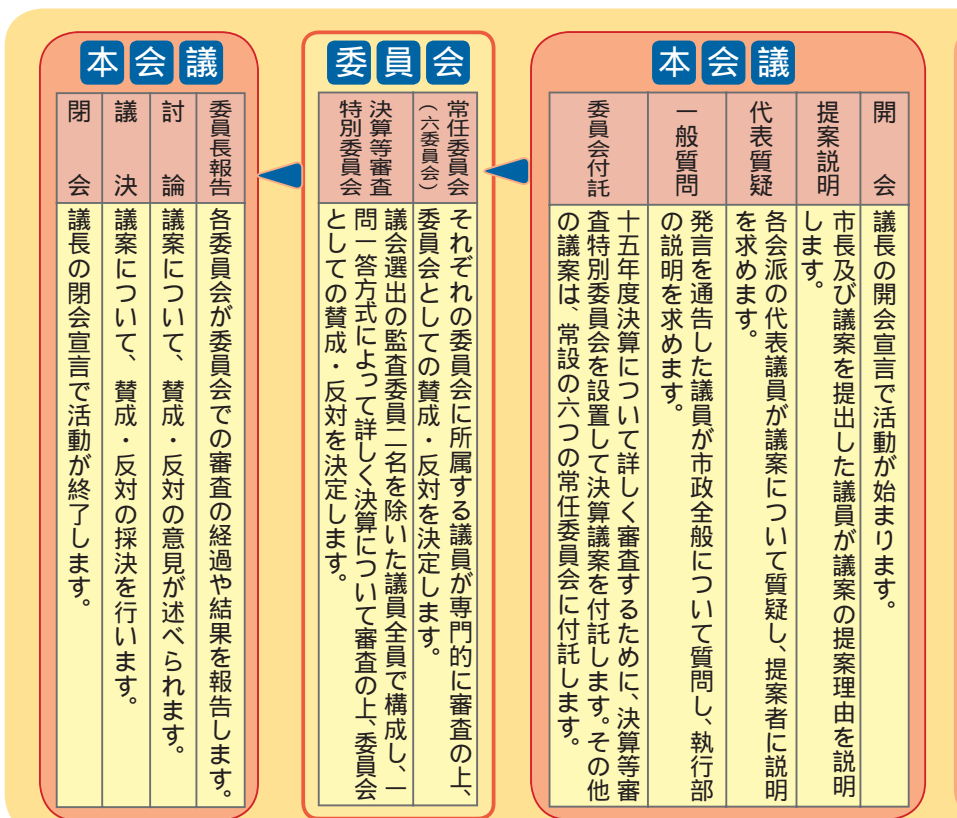 本会議
開会
議長の開会宣言で活動が始まります。
提案説明
市長及び議案を提出した議員が議案の提案理由を説明
します。
代表質疑
各会派の代表議員が議案について質疑し、提案者に説明
を求めます。
一般質問
発言を通告した議員が市政全般について質問し、執行部
の説明を求めます。
委員会付託
十五年度決算について詳しく審査するために、決算等審
査特別委員会を設置して決算議案を付託します。その他
の議案は、常設の六つの常任委員会に付託します。
委員会
常任委員会
(六委員会)
それぞれの委員会に所属する議員が専門的に審査の上、
委員会としての賛成・反対を決定します。
決算等審査
特別委員会
議会選出の監査委員二名を除いた議員全員で構成し、一
問一答方式によって詳しく決算について審査の上、委員会
としての賛成・反対を決定します。
本会議
委員長報告
各委員会が委員会での審査の経過や結果を報告します。
討論
議案について、賛成・反対の意見が述べられます。
議決
議案について、賛成・反対の採決を行います。
閉会
議長の閉会宣言で活動が終了します。